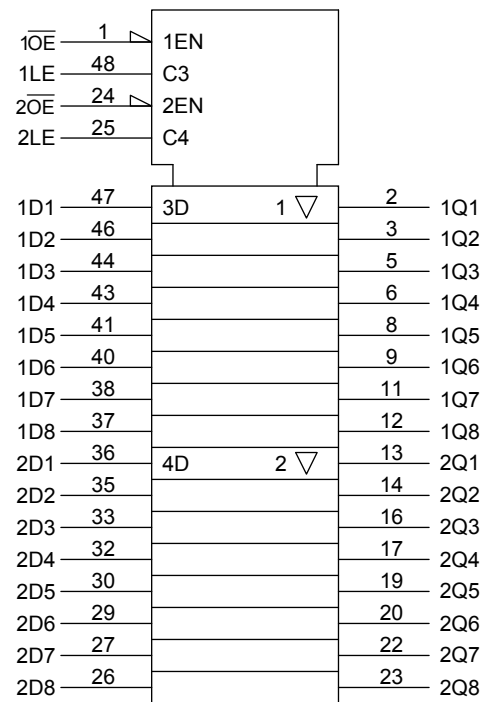 1O̅E̅ 1 1EN
1LE 48 C3
2O̅E̅ 24 2EN
2LE 25 C4
1D1 47 3D 1 ▽ 2 1Q1
1D2 46 3 1Q2
1D3 44 5 1Q3
1D4 43 6 1Q4
1D5 41 8 1Q5
1D6 40 9 1Q6
1D7 38 11 1Q7
1D8 37 12 1Q8
2D1 36 4D 2 ▽ 13 2Q1
2D2 35 14 2Q2
2D3 33 16 2Q3
2D4 32 17 2Q4
2D5 30 19 2Q5
2D6 29 20 2Q6
2D7 27 22 2Q7
2D8 26 23 2Q8